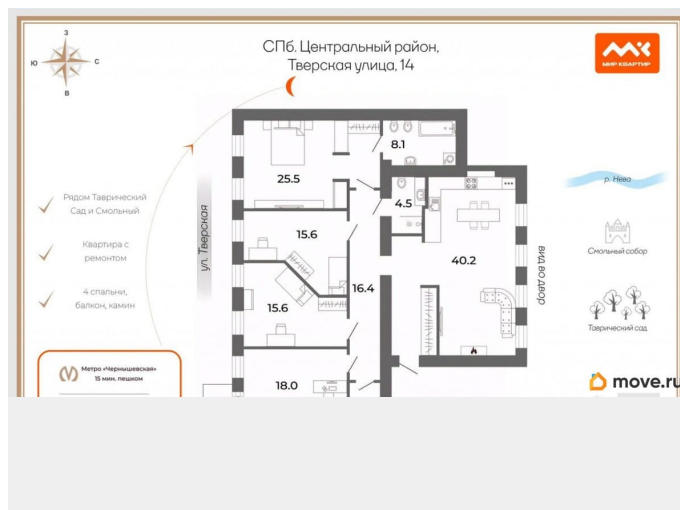 З
Ю
С
В
СПб. Центральный район,
Тверская улица, 14
МИР КВАРТИР
8.1
25.5
р. Нева
Рядом Таврический
Сад и Смольный
4.5
ул. Тверская
15.6
Квартира с
ремонтом
40.2
вид во двор
Смольный собор
16.4
4 спальни,
балкон, камин
15.6
Таврический сад
Метро «Чернышевская»
15 мин. пешком
18.0
move.ru